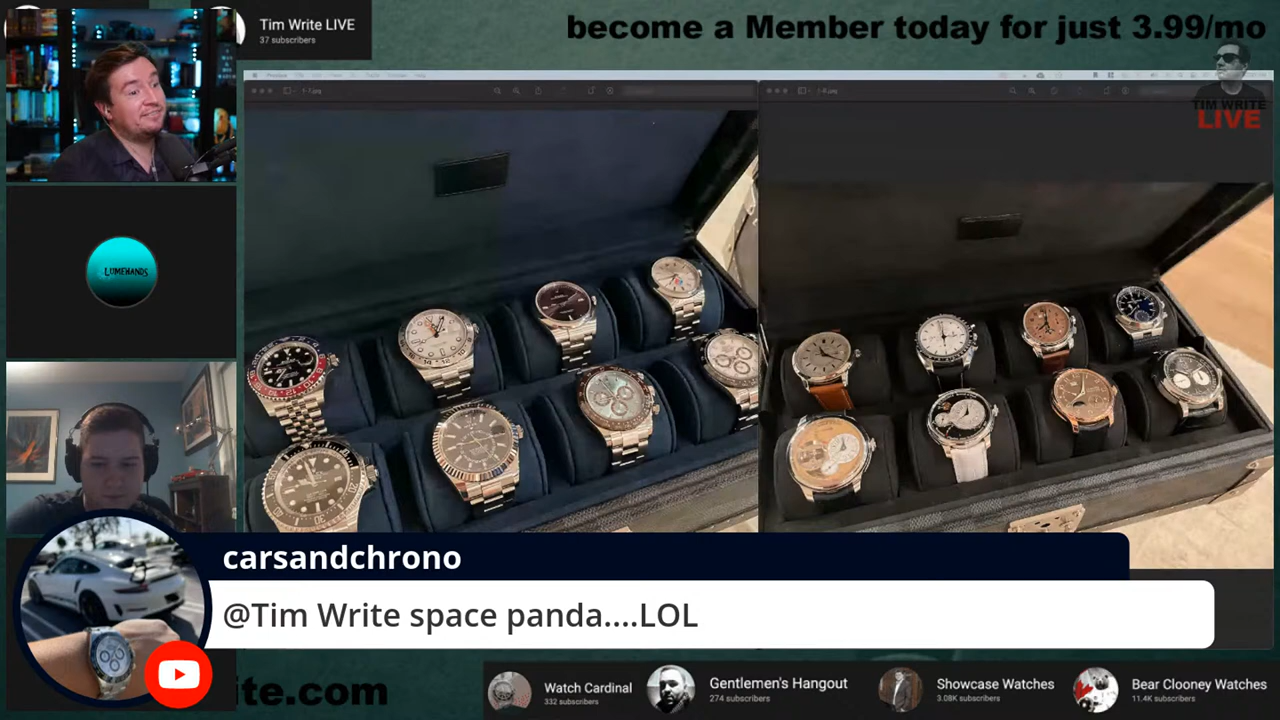 Tim Write LIVE
37 subscribers
become a Member today for just 3.99/mo
TIM WRITE
LIVE
LUMEHANDS
carsandchrono
@Tim Write space panda....LOL
ite.com
Watch Cardinal
332 subscribers
Gentlemen's Hangout
274 subscribers
Showcase Watches
3.08K subscribers
Bear Clooney Watches
11.4K subscribers